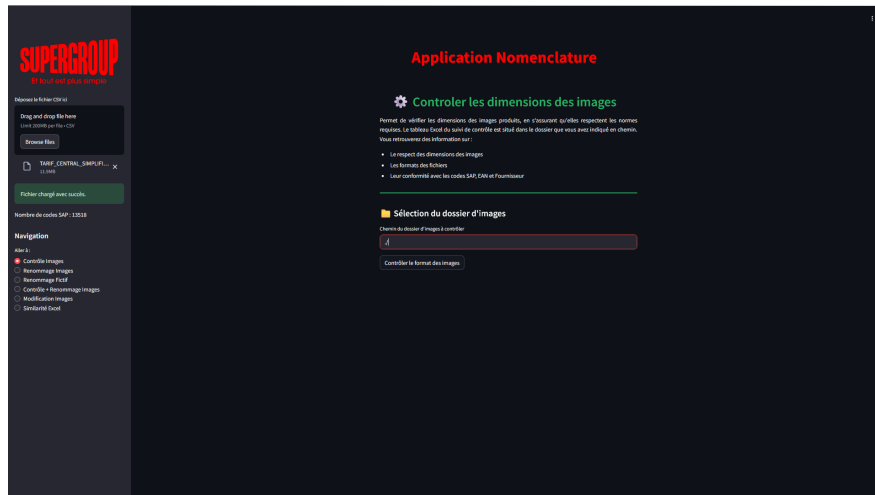 SUPERGROUP
Et tout est plus simple.
Déposez le fichier CSV ici
Drag and drop file here
Limit 200MB per file • CSV
Browse files
TARIF_CENTRAL_SIMPLIFI...
Fichier chargé avec succès.
Nombre de codes SAP : 13518
Navigation
Aller à :
Contrôle Images
Renommage Images
Renommage Fictif
Contrôle + Renommage Images
Modification Images
Similarité Excel
Application Nomenclature
Controler les dimensions des images
Permet de vérifier les dimensions des images produits, en s'assurant qu'elles respectent les normes
requises. Le tableau Excel du suivi de contrôle est situé dans le dossier que vous avez indiqué en chemin.
Vous retrouverez des information sur :
Le respect des dimensions des images
Les formats des fichiers
Leur conformité avec les codes SAP, EAN et Fournisseur
Sélection du dossier d'images
Chemin du dossier d'images à contrôler
./
Contrôler le format des images